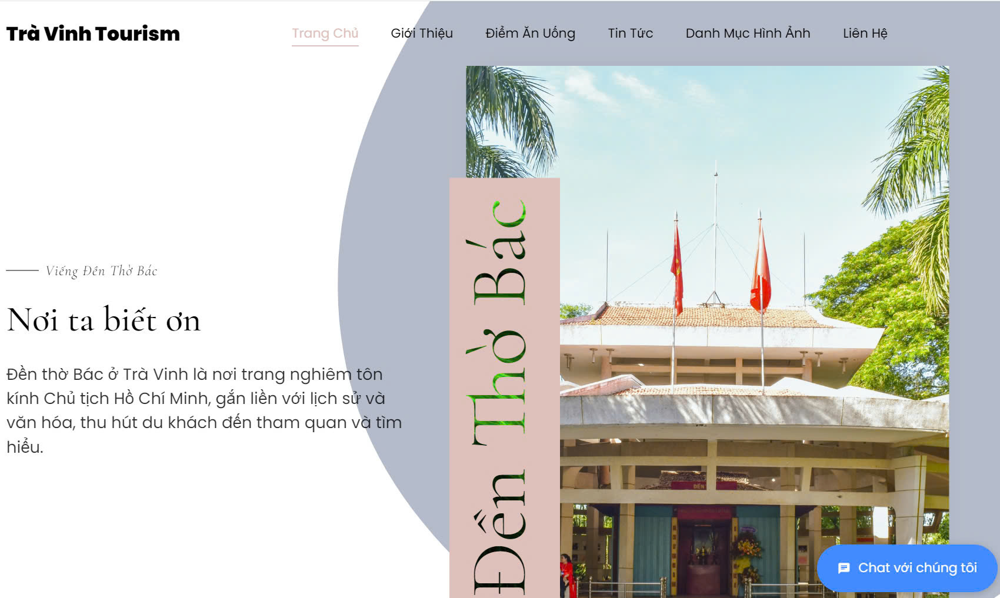 Trà Vinh Tourism
Trang Chủ
Giới Thiệu
Điểm Ăn Uống
Tin Tức
Danh Mục Hình Ảnh
Liên Hệ
Viếng Đền Thờ Bác
Nơi ta biết ơn
Đền thờ Bác ở Trà Vinh là nơi trang nghiêm tôn
kính Chủ tịch Hồ Chí Minh, gắn liền với lịch sử và
văn hóa, thu hút du khách đến tham quan và tìm
hiểu.
Đền Thờ Bác
ĐỀN
Chat với chúng tôi